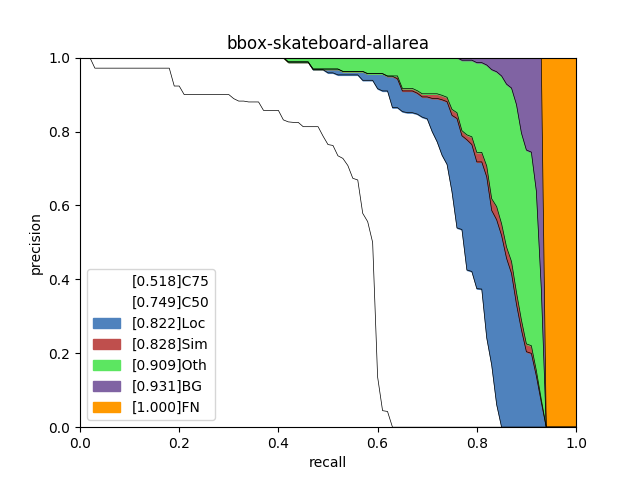 bbox-skateboard-allarea
1.0
0.8
0.6
0.4
0.2
0.0
precision
[0.518]C75
[0.749]C50
[0.822]Loc
[0.828]Sim
[0.909]Oth
[0.931]BG
[1.000]FN
0.0 0.2 0.4 0.6 0.8 1.0
recall